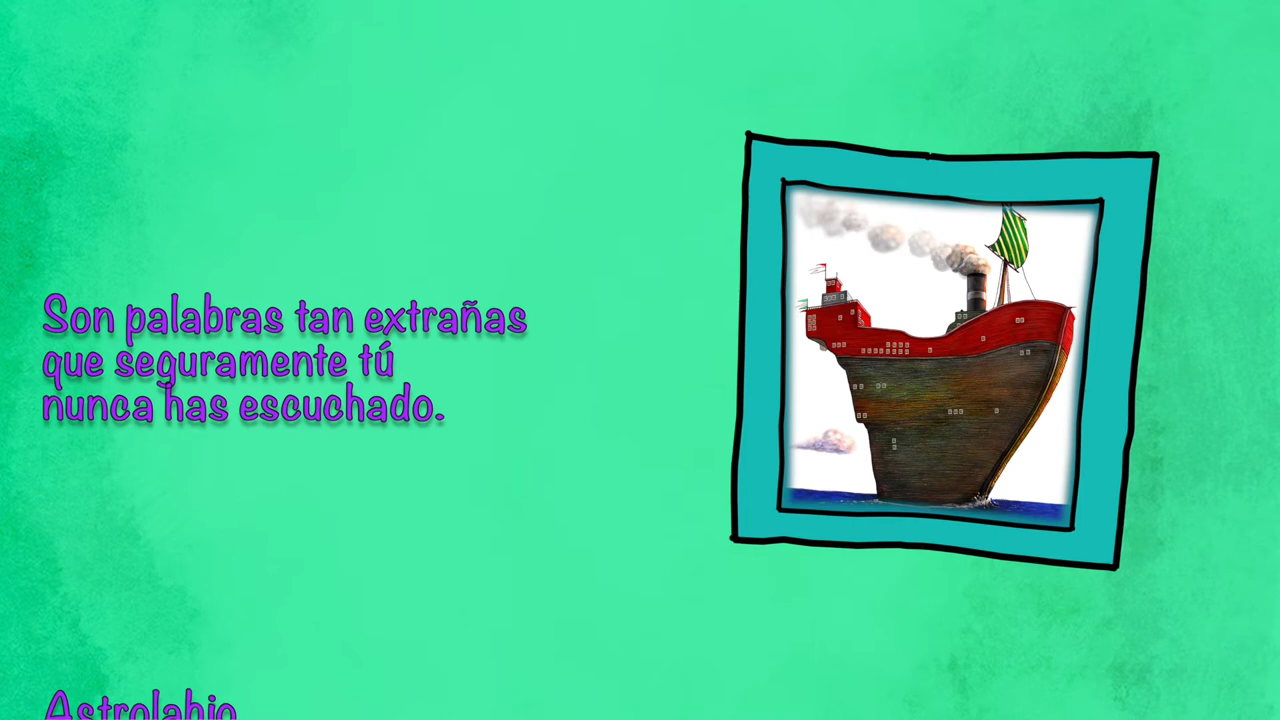 Son palabras tan extrañas
que seguramente tú
nunca has escuchado.
Astrolabio